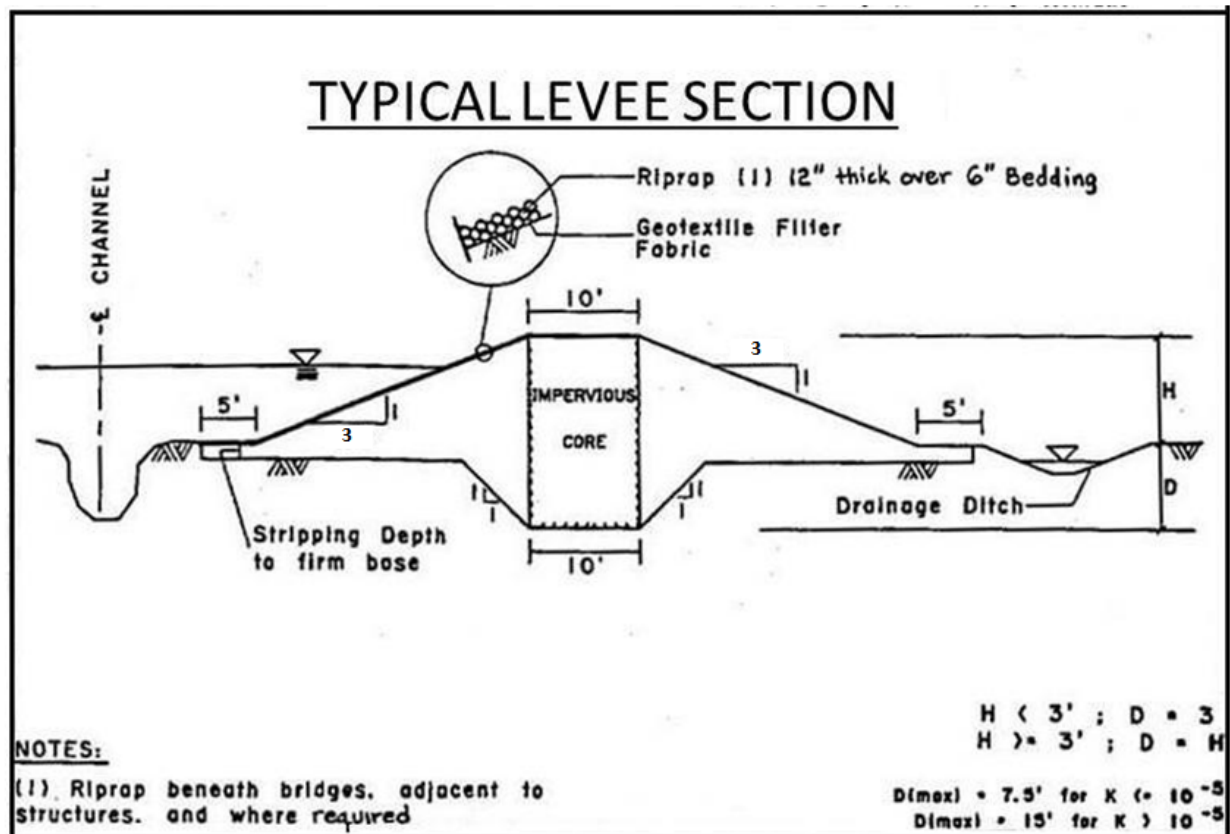 TYPICAL LEVEE SECTION
℄ CHANNEL
Riprap (1) 12" thick over 6" Bedding
Geotextile Filter
Fabric
10'
3
1
H
5'
IMPERVIOUS
CORE
5'
1
3
1
1
1
1
D
Drainage Ditch
Stripping Depth
to firm base
10'
H < 3' ; D = 3
H >= 3' ; D = H
NOTES:
(1) Riprap beneath bridges, adjacent to
structures. and where required
D(max) = 7.5' for K <= 10⁻⁵
D(max) = 15' for K > 10⁻⁵